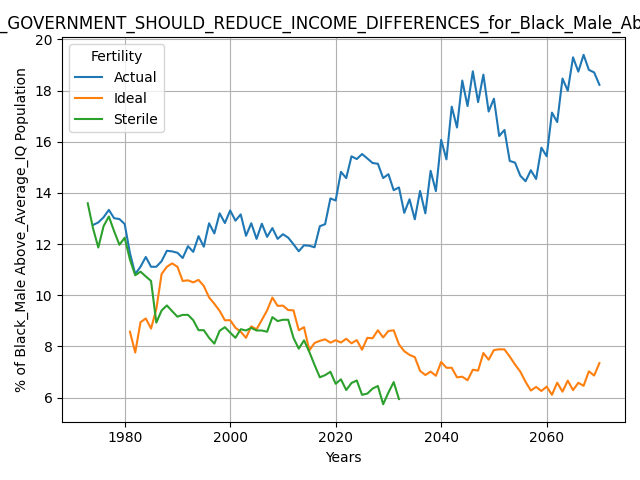 _GOVERNMENT_SHOULD_REDUCE_INCOME_DIFFERENCES_for_Black_Male_Ab
% of Black_Male Above_Average_IQ Population
20
18
16
14
12
10
8
6
Fertility
Actual
Ideal
Sterile
1980 2000 2020 2040 2060
Years